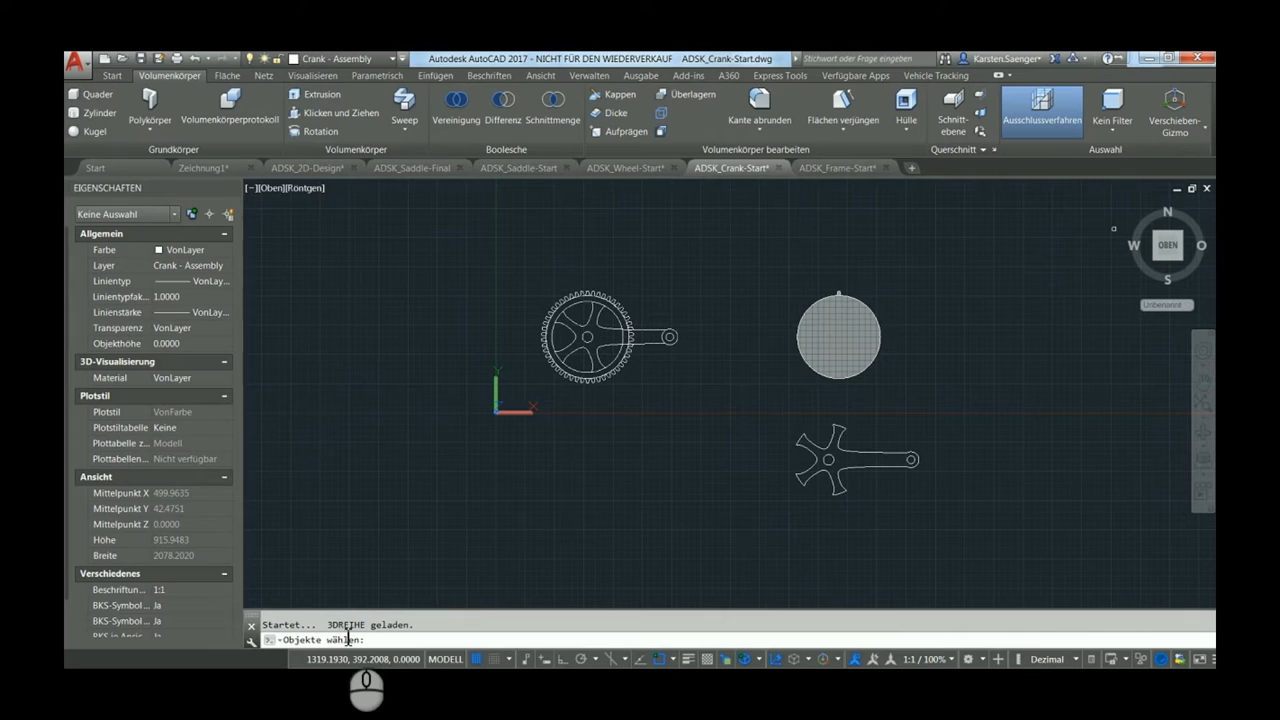 Crank - Assembly Autodesk AutoCAD 2017 - NICHT FÜR DEN WIEDERVERKAUF ADSK_Crank-Start.dwg Stichwort oder Frage eingeben Karsten.Saenger
Start Volumenkörper Fläche Netz Visualisieren Parametrisch Einfügen Beschriften Ansicht Verwalten Ausgabe Add-ins A360 Express Tools Verfügbare Apps Vehicle Tracking
Quader
Zylinder
Kugel
Polykörper
Volumenkörperprotokoll
Extrusion
Klicken und Ziehen
Rotation
Sweep
Vereinigung
Differenz
Schnittmenge
Kappen
Dicke
Aufprägen
Überlagern
Kante abrunden
Flächen verjüngen
Hülle
Schnitt-
ebene
Ausschlussverfahren
Kein Filter
Verschieben-
Gizmo
Grundkörper Volumenkörper Boolesche Volumenkörper bearbeiten Querschnitt Auswahl
Start Zeichnung1* ADSK_2D-Design* ADSK_Saddle-Final ADSK_Saddle-Start ADSK_Wheel-Start* ADSK_Crank-Start* ADSK_Frame-Start*
EIGENSCHAFTEN
Keine Auswahl
Allgemein
Farbe VonLayer
Layer Crank - Assembly
Linientyp VonLay...
Linientypfak... 1.0000
Linienstärke VonLay...
Transparenz VonLayer
Objekthöhe 0.0000
3D-Visualisierung
Material VonLayer
Plotstil
Plotstil VonFarbe
Plotstiltabelle Keine
Plottabelle z... Modell
Plottabellen... Nicht verfügbar
Ansicht
Mittelpunkt X 499.9635
Mittelpunkt Y 42.4751
Mittelpunkt Z 0.0000
Höhe 915.9483
Breite 2078.2020
Verschiedenes
Beschriftun... 1:1
BKS-Symbol... Ja
BKS-Symbol... Ja
[−][Oben][Röntgen]
N
W OBEN O
S
Unbenannt
Y
X
Startet... 3DREIHE geladen.
Objekte wählen:
1319.1930, 392.2008, 0.0000 MODELL 1:1 / 100% Dezimal